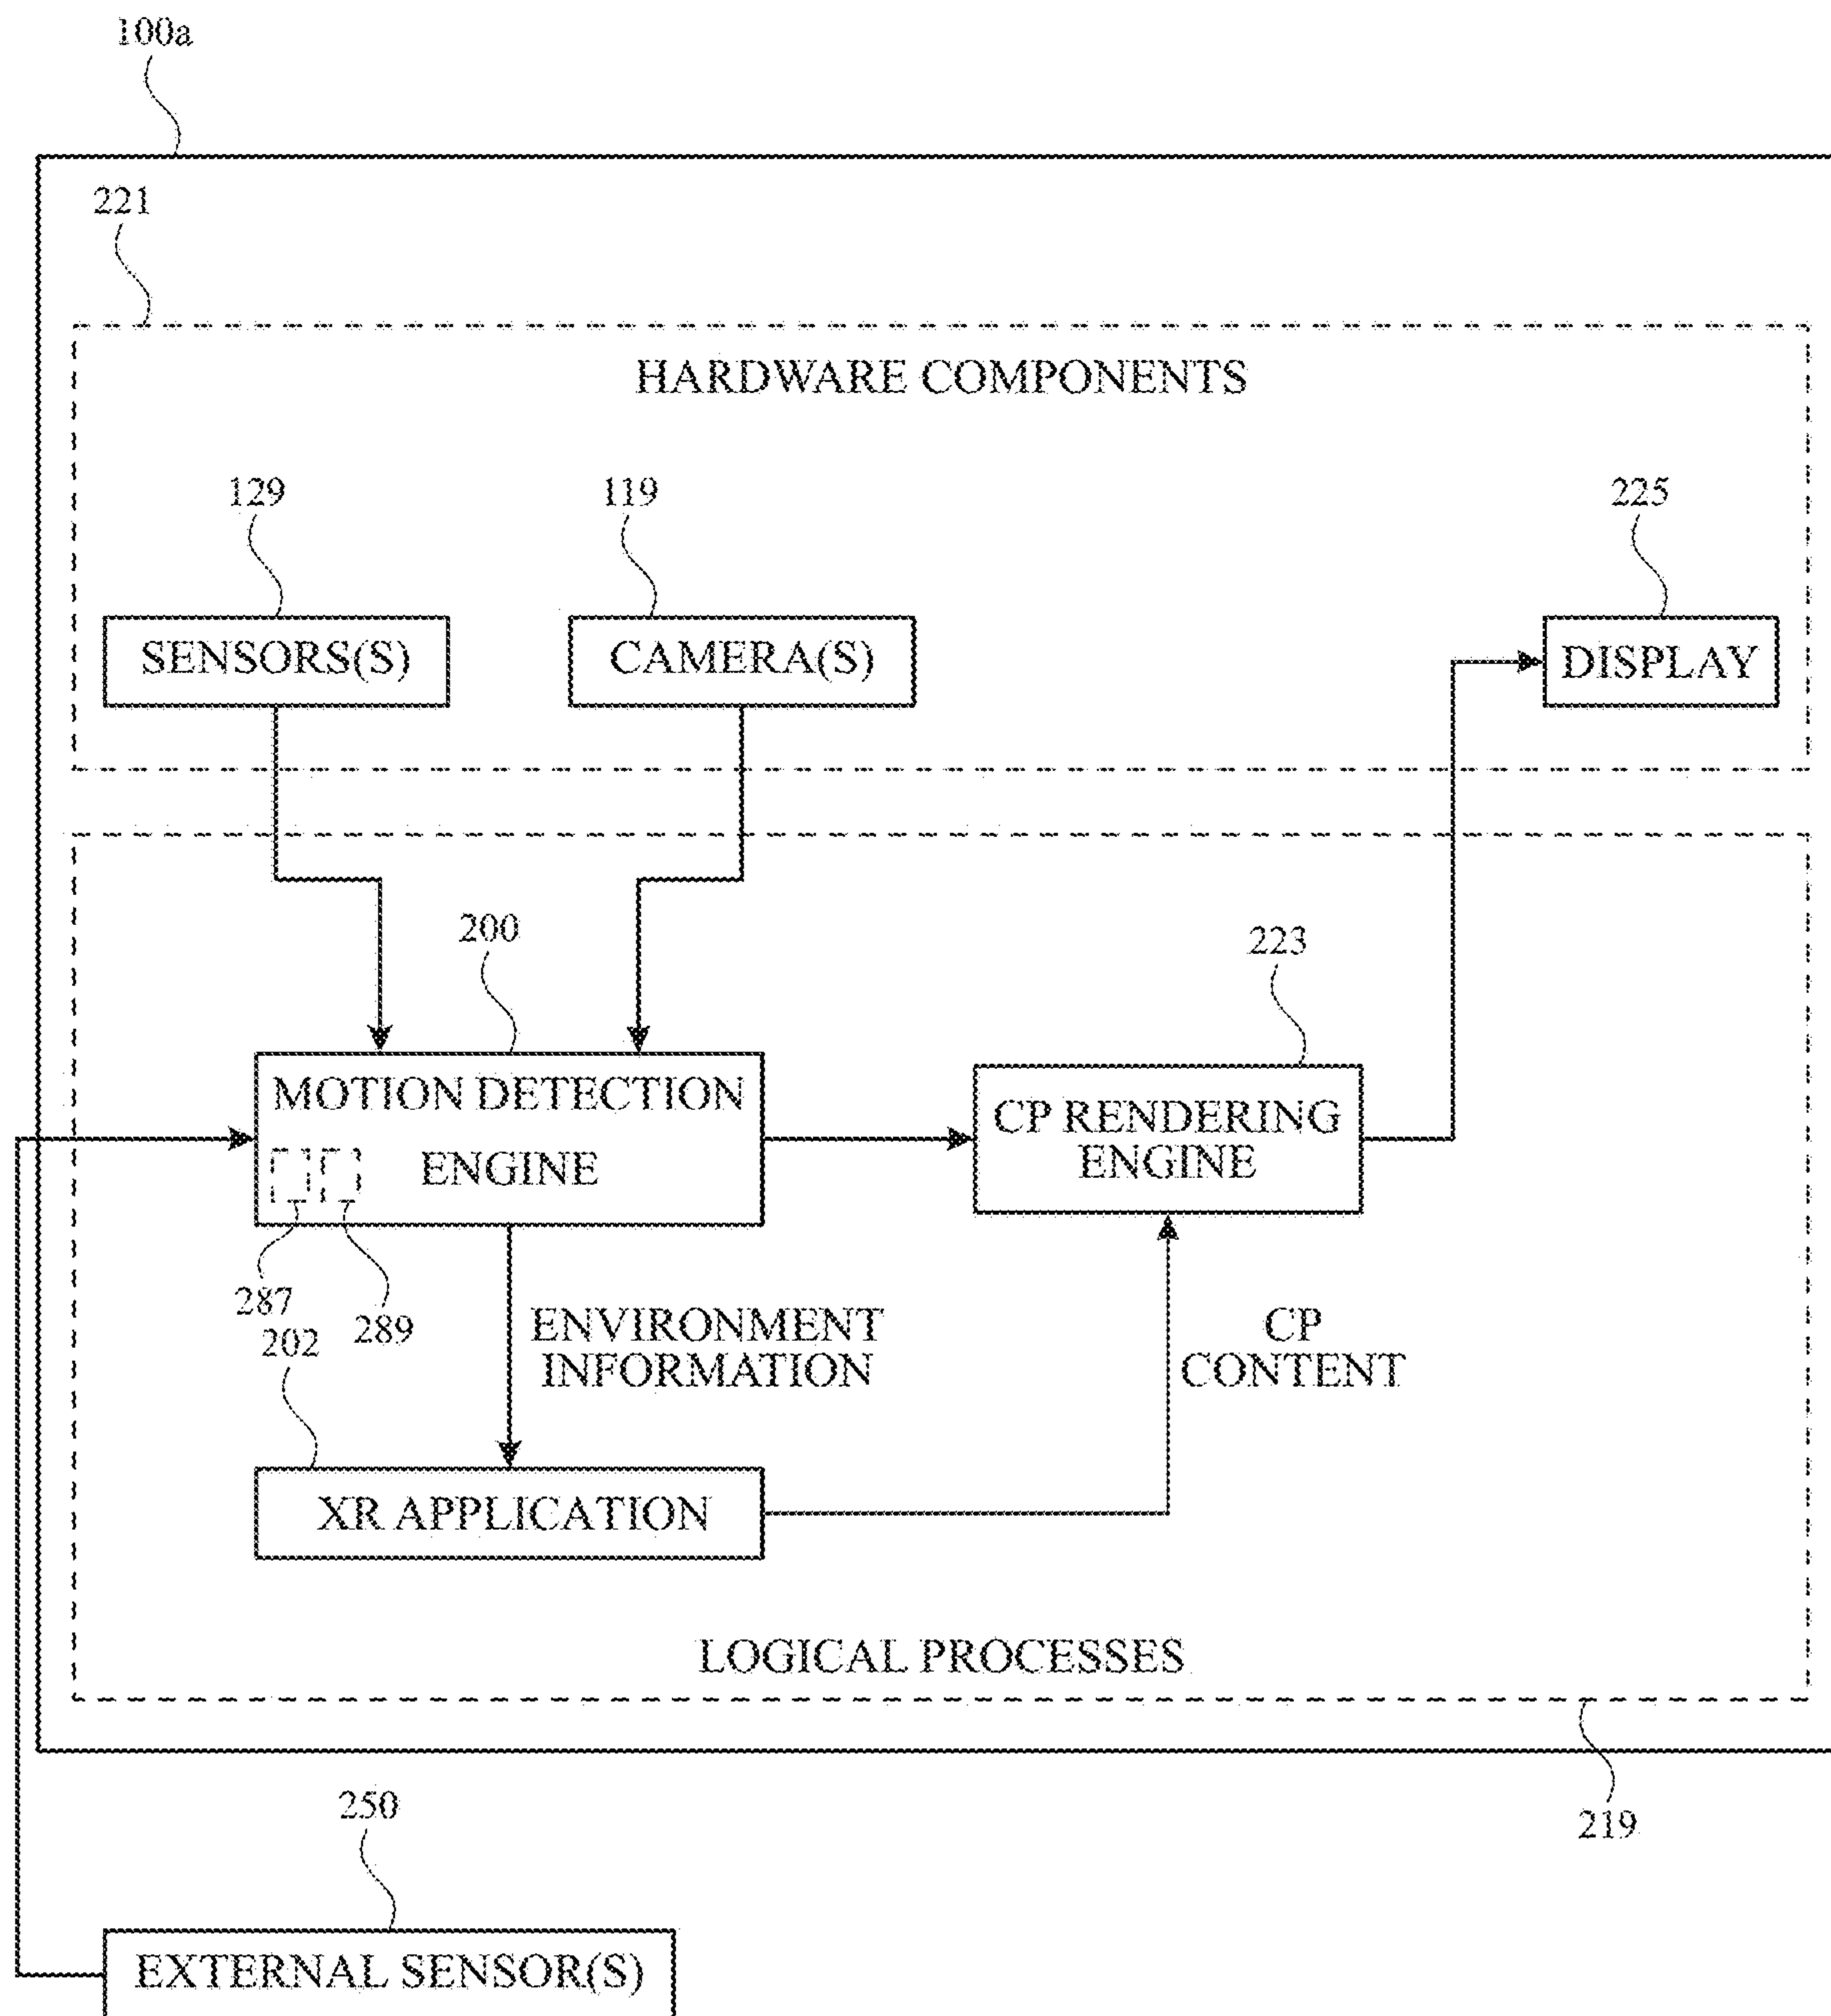 100a
221
HARDWARE COMPONENTS
129
119
225
SENSORS(S)
CAMERA(S)
DISPLAY
200
223
MOTION DETECTION
ENGINE
CP RENDERING
ENGINE
287
289
202
ENVIRONMENT
INFORMATION
CP
CONTENT
XR APPLICATION
LOGICAL PROCESSES
219
250
EXTERNAL SENSOR(S)